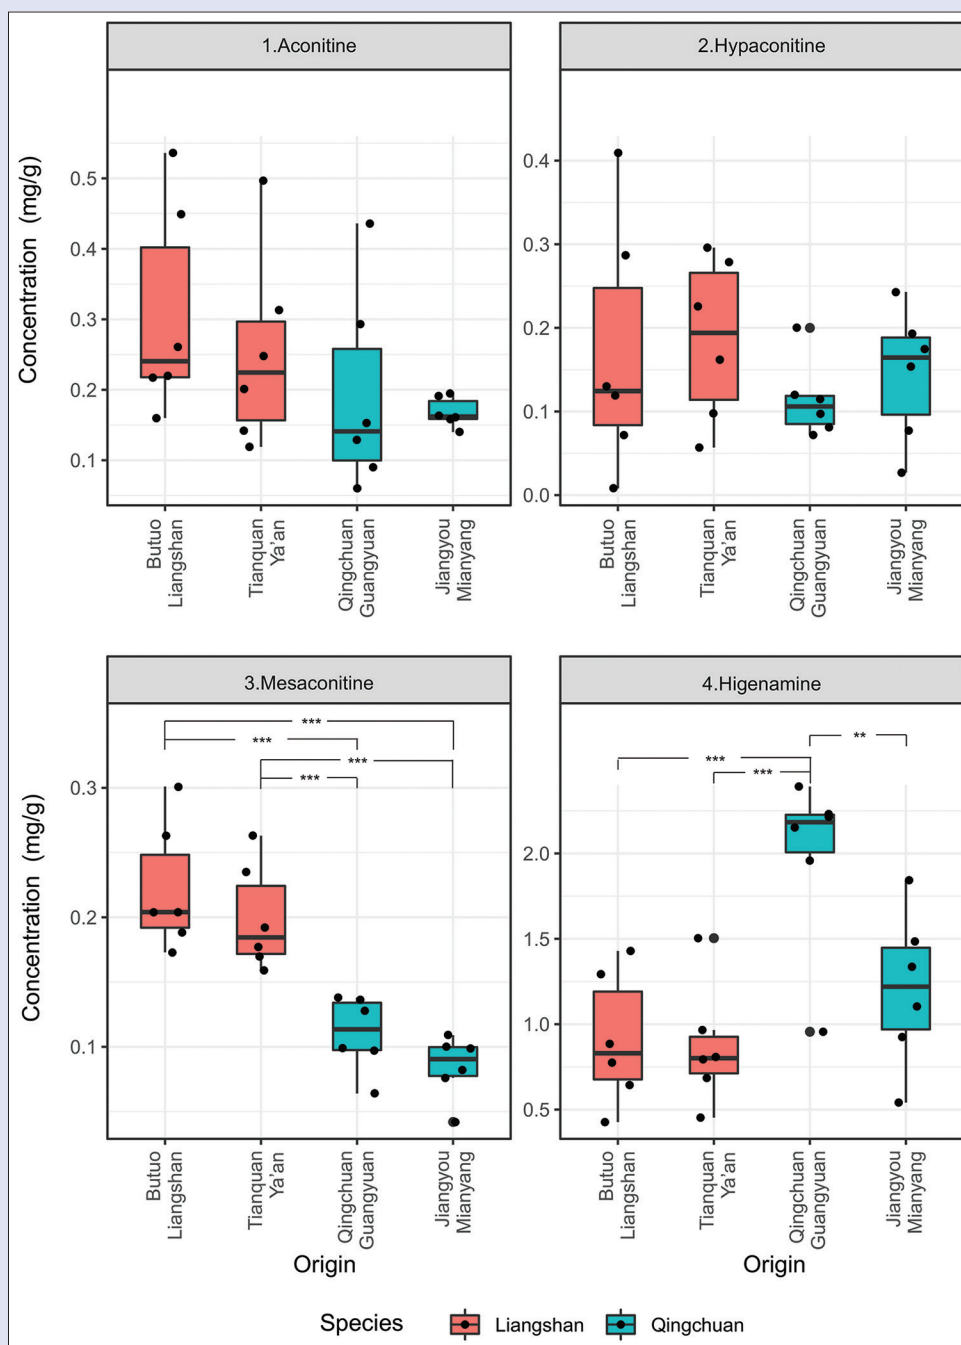 1.Aconitine
2.Hypaconitine
Concentration (mg/g)
0.5
0.4
0.3
0.2
0.1
0.4
0.3
0.2
0.1
0.0
Butuo
Liangshan
Tianquan
Ya'an
Qingchuan
Guangyuan
Jiangyou
Mianyang
Butuo
Liangshan
Tianquan
Ya'an
Qingchuan
Guangyuan
Jiangyou
Mianyang
3.Mesaconitine
4.Higenamine
Concentration (mg/g)
***
***
***
***
0.3
0.2
0.1
**
***
***
2.0
1.5
1.0
0.5
Butuo
Liangshan
Tianquan
Ya'an
Qingchuan
Guangyuan
Jiangyou
Mianyang
Butuo
Liangshan
Tianquan
Ya'an
Qingchuan
Guangyuan
Jiangyou
Mianyang
Origin
Origin
Species Liangshan Qingchuan